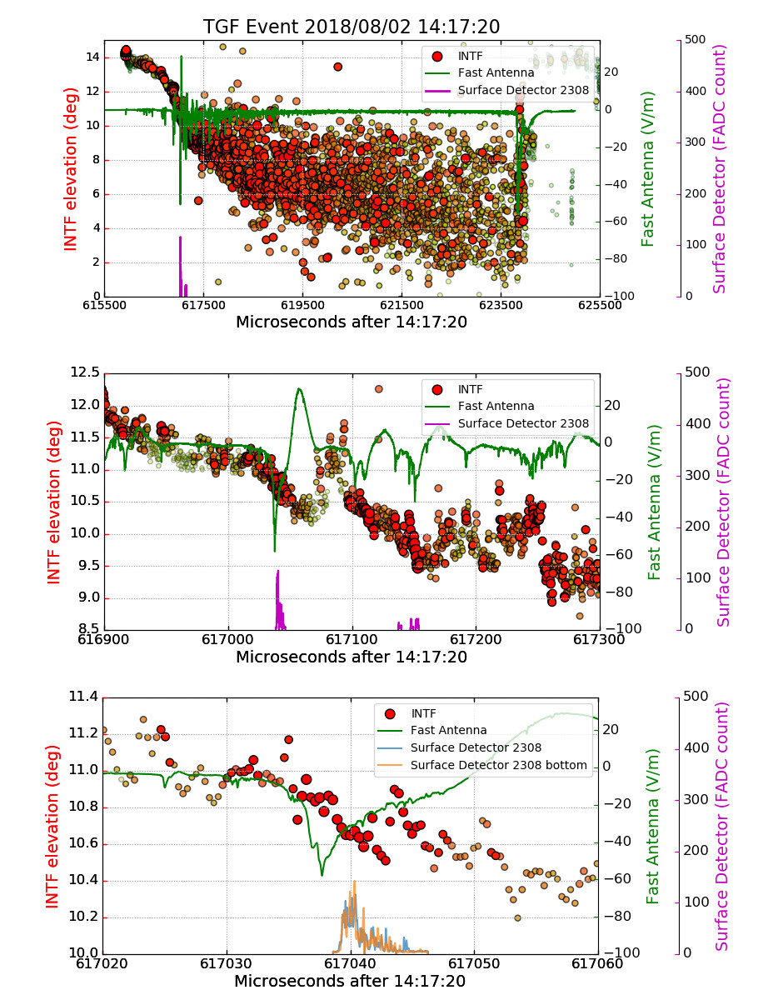 TGF Event 2018/08/02 14:17:20
INTF
Fast Antenna
Surface Detector 2308
14
12
10
8
6
4
2
0
INTF elevation (deg)
20
0
−20
−40
−60
−80
−100
Fast Antenna (V/m)
500
400
300
200
100
0
Surface Detector (FADC count)
615500 617500 619500 621500 623500 625500
Microseconds after 14:17:20
INTF
Fast Antenna
Surface Detector 2308
12.5
12.0
11.5
11.0
10.5
10.0
9.5
9.0
8.5
INTF elevation (deg)
20
0
−20
−40
−60
−80
−100
Fast Antenna (V/m)
500
400
300
200
100
0
Surface Detector (FADC count)
616900 617000 617100 617200 617300
Microseconds after 14:17:20
INTF
Fast Antenna
Surface Detector 2308
Surface Detector 2308 bottom
11.4
11.2
11.0
10.8
10.6
10.4
10.2
10.0
INTF elevation (deg)
20
0
−20
−40
−60
−80
−100
Fast Antenna (V/m)
500
400
300
200
100
0
Surface Detector (FADC count)
617020 617030 617040 617050 617060
Microseconds after 14:17:20